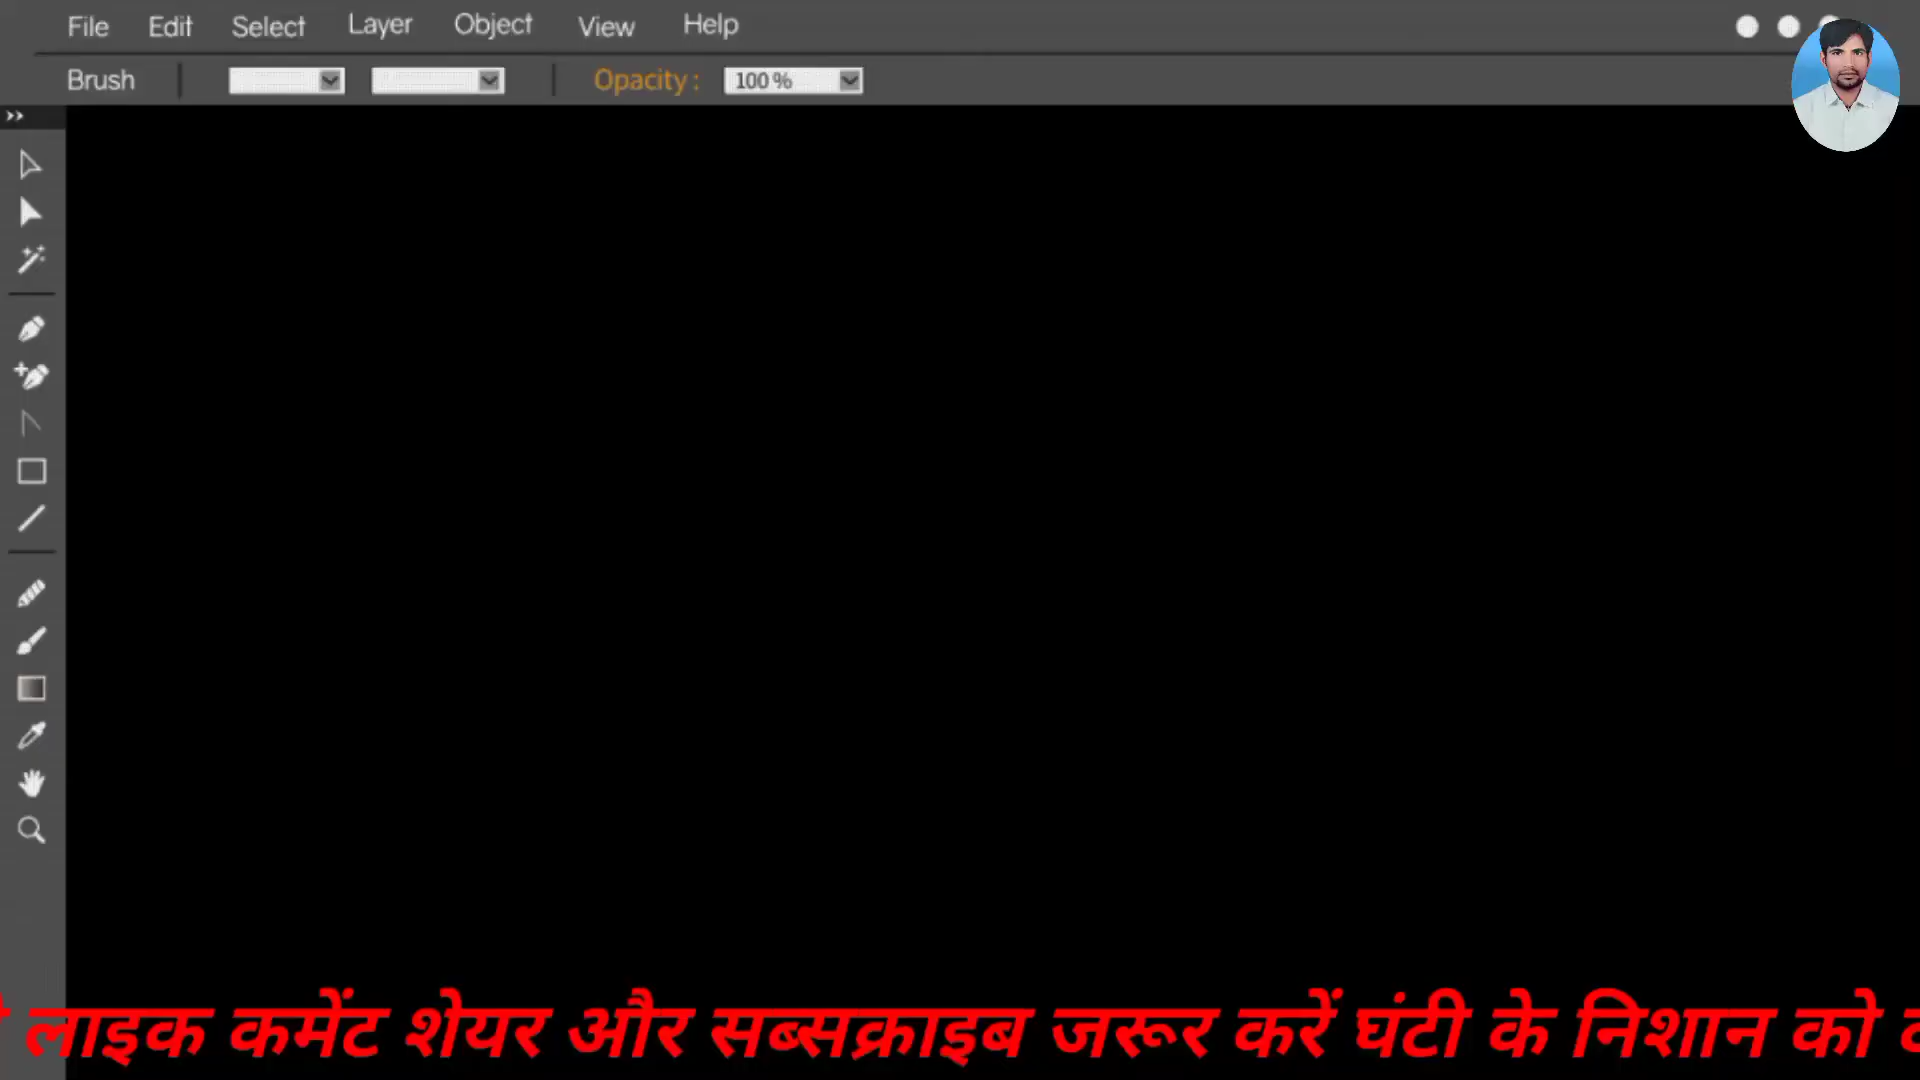 File Edit Select Layer Object View Help
Brush Opacity : 100 %
लाइक कमेंट शेयर और सब्सक्राइब जरूर करें घंटी के निशान को